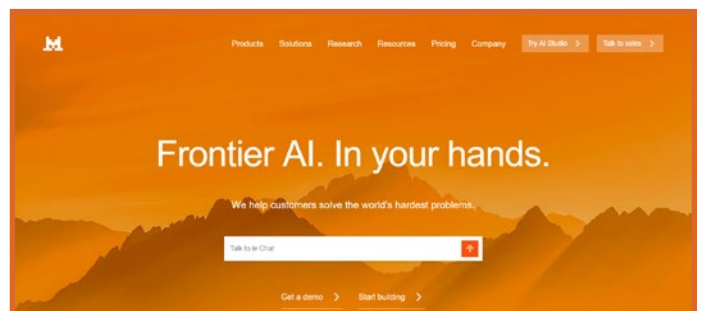 Products Solutions Research Resources Pricing Company Try AI Studio Talk to sales
Frontier AI. In your hands.
We help customers solve the world's hardest problems.
Talk to le Chat
Get a demo Start building